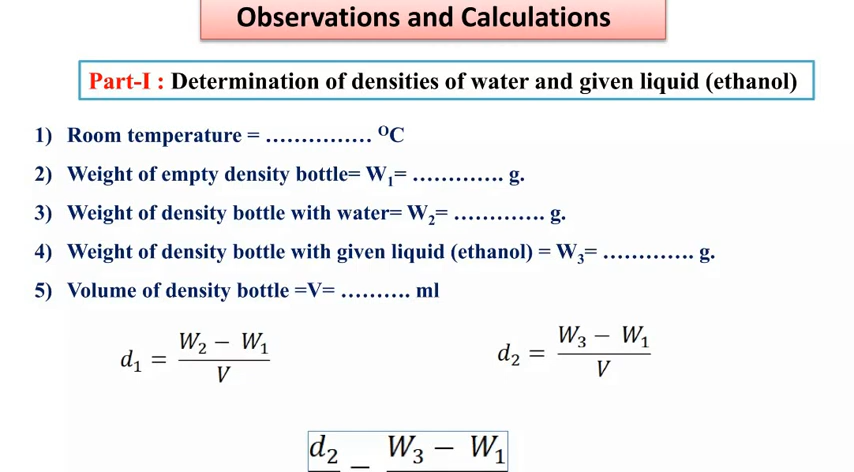 Observations and Calculations
Part-I : Determination of densities of water and given liquid (ethanol)
1) Room temperature = …………… ᴼC
2) Weight of empty density bottle= W₁= …………. g.
3) Weight of density bottle with water= W₂= …………. g.
4) Weight of density bottle with given liquid (ethanol) = W₃= …………. g.
5) Volume of density bottle =V= ………. ml
d₁ = (W₂ − W₁) / V
d₂ = (W₃ − W₁) / V
d₂ = W₃ − W₁